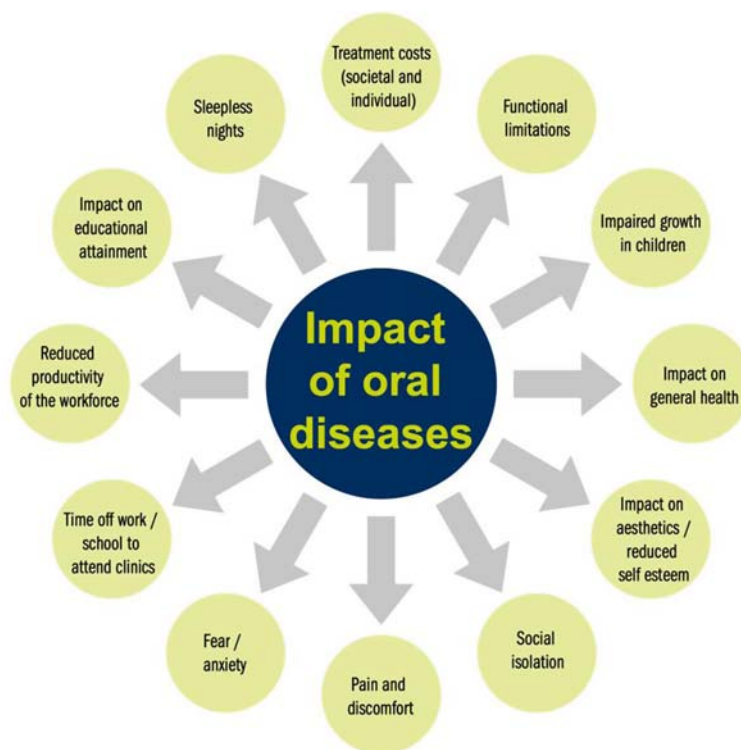 Impact
of oral
diseases
Treatment costs
(societal and
individual)
Functional
limitations
Impaired growth
in children
Impact on
general health
Impact on
aesthetics /
reduced
self esteem
Social
isolation
Pain and
discomfort
Fear /
anxiety
Time off work /
school to
attend clinics
Reduced
productivity
of the workforce
Impact on
educational
attainment
Sleepless
nights